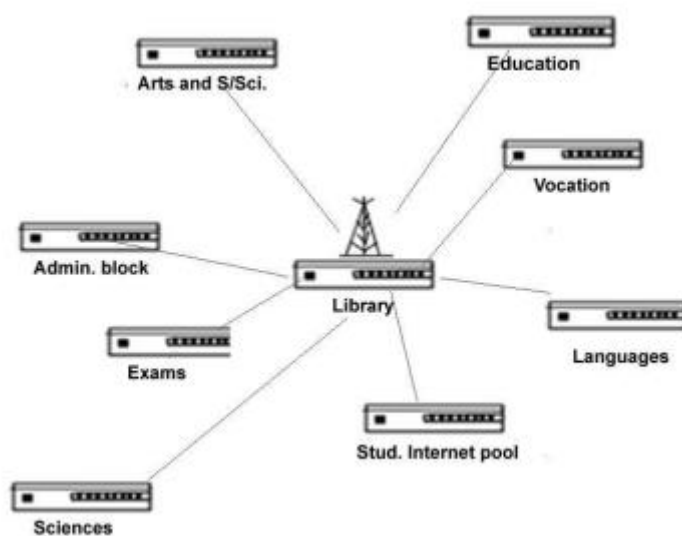 Education
Arts and S/Sci.
Vocation
Admin. block
Library
Languages
Exams
Stud. Internet pool
Sciences